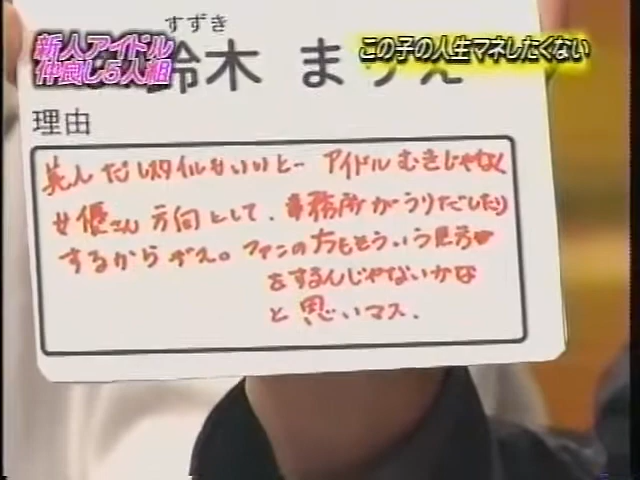 新人アイドル
仲良し5人組
この子の人生マネしたくない
すずき
鈴木 まりえ
理由
美人だしスタイルもいいと… アイドルむきじゃなく
女優さん方向として、事務所がうりだしたり
するからずえ。ファンの方もそういう見方
をするんじゃないかな
と思いマス.